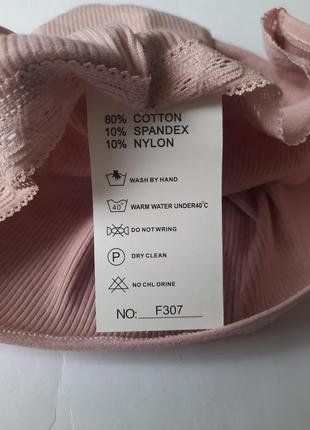 80% COTTON
10% SPANDEX
10% NYLON
WASH BY HAND
40° WARM WATER UNDER40℃
DO NOT WRING
P DRY CLEAN
NO CHL ORINE
NO: F307